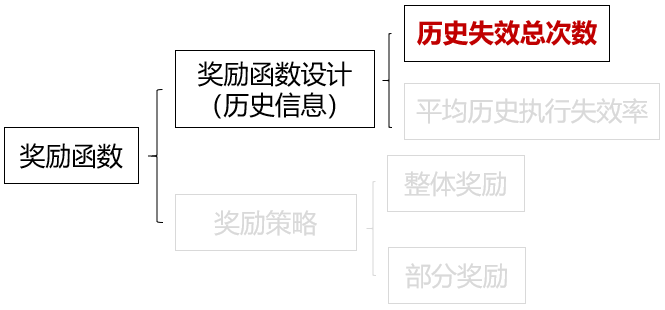 历史失效总次数
奖励函数设计
（历史信息）
平均历史执行失效率
奖励函数
整体奖励
奖励策略
部分奖励